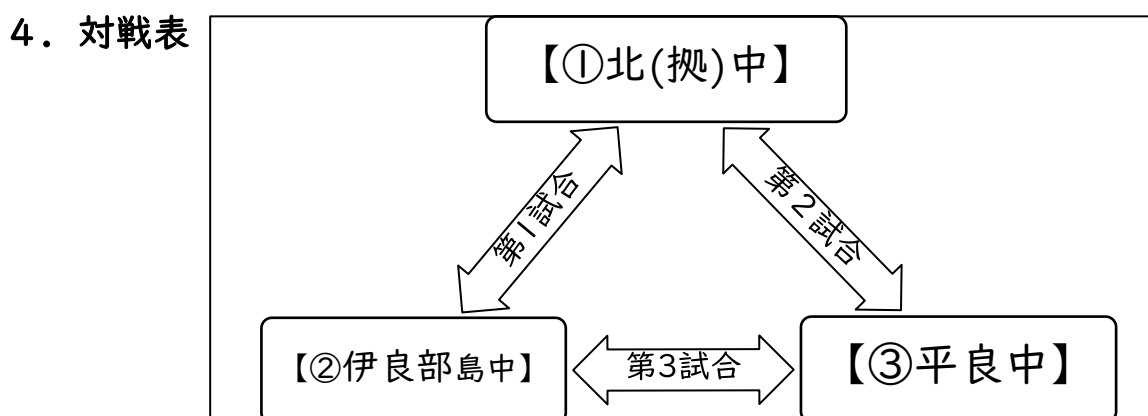 ４．対戦表
【①北(拠)中】
第１試合
第２試合
【②伊良部島中】
第3試合
【③平良中】